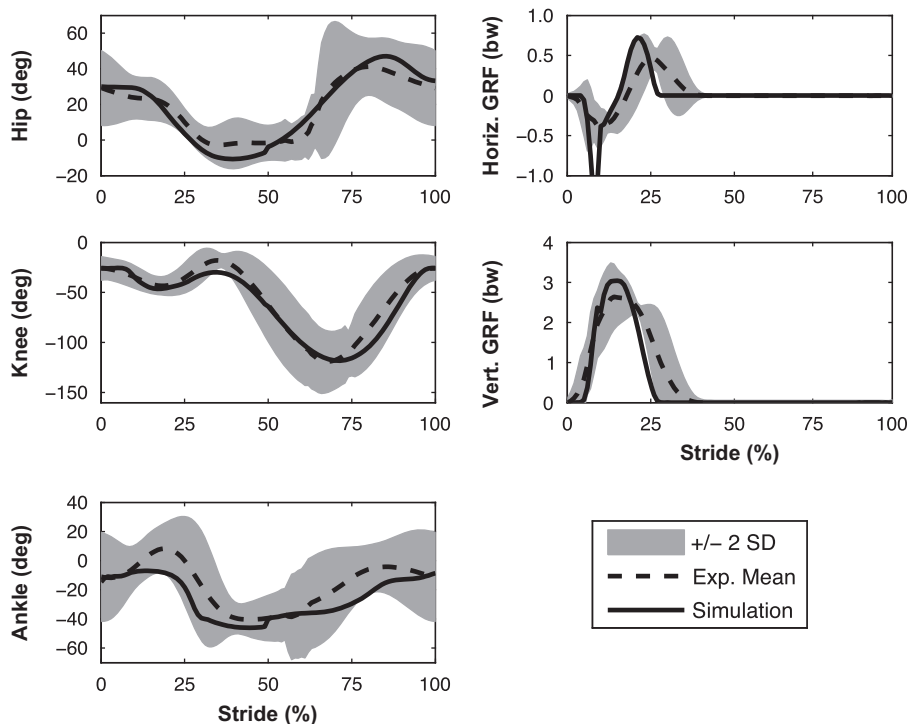 Hip (deg)
60
40
20
0
−20
0 25 50 75 100
Horiz. GRF (bw)
1.0
0.5
0
−0.5
−1.0
0 25 50 75 100
Knee (deg)
0
−50
−100
−150
0 25 50 75 100
Vert. GRF (bw)
4
3
2
1
0
0 25 50 75 100
Stride (%)
Ankle (deg)
40
20
0
−20
−40
−60
0 25 50 75 100
Stride (%)
+/− 2 SD
Exp. Mean
Simulation